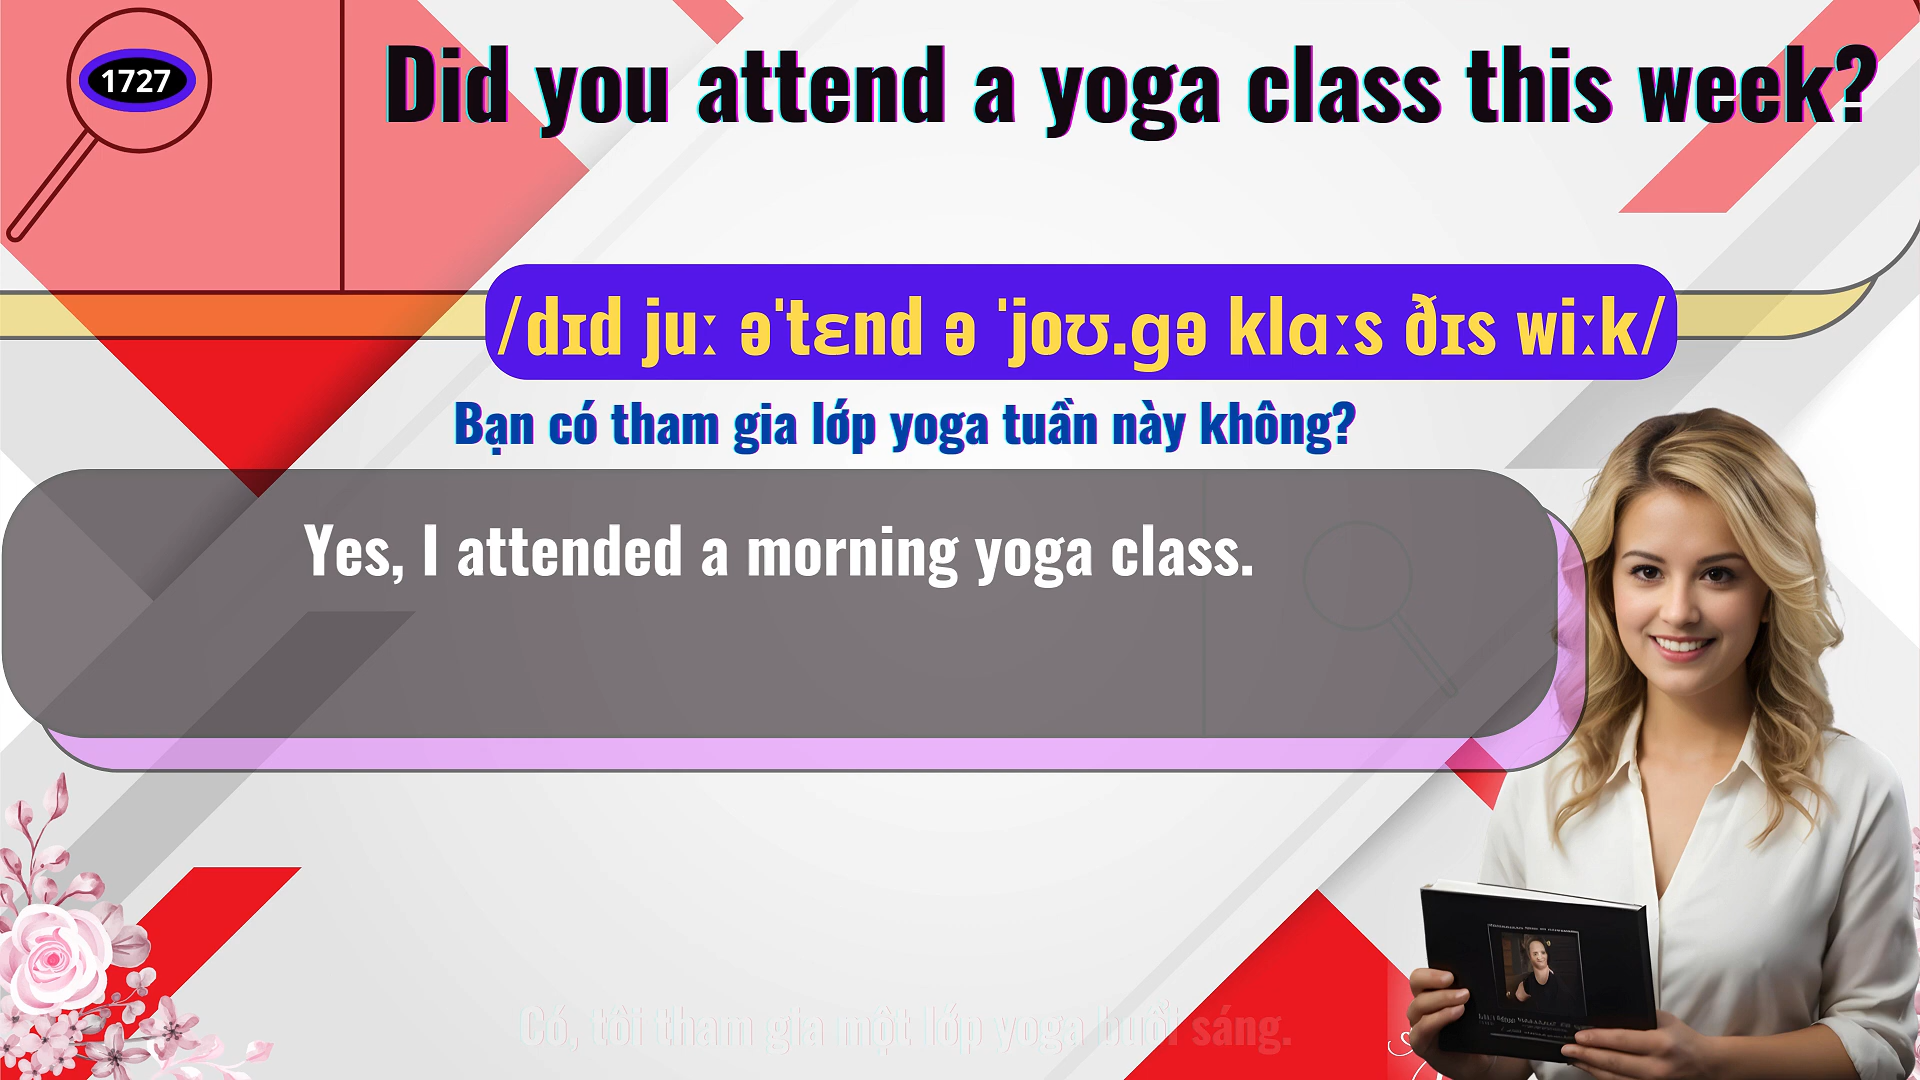 1727
Did you attend a yoga class this week?
/dɪd juː əˈtɛnd ə ˈjoʊ.ɡə klɑːs ðɪs wiːk/
Bạn có tham gia lớp yoga tuần này không?
Yes, I attended a morning yoga class.
Có, tôi tham gia một lớp yoga buổi sáng.